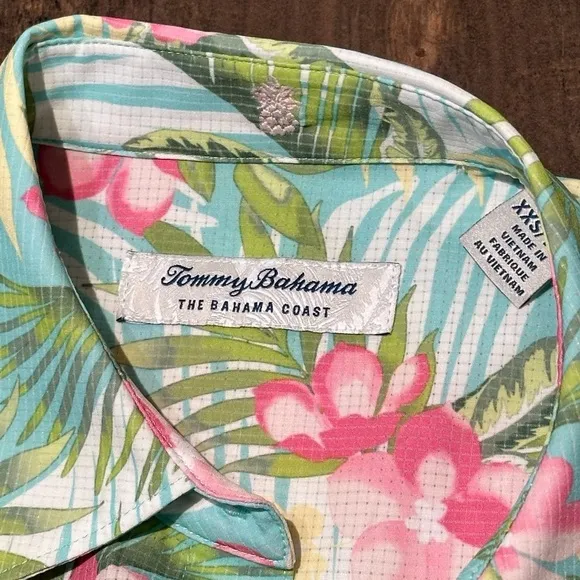 Tommy Bahama
THE BAHAMA COAST
XXS/
MADE IN
VIETNAM
FABRIQUE
AU VIETNAM